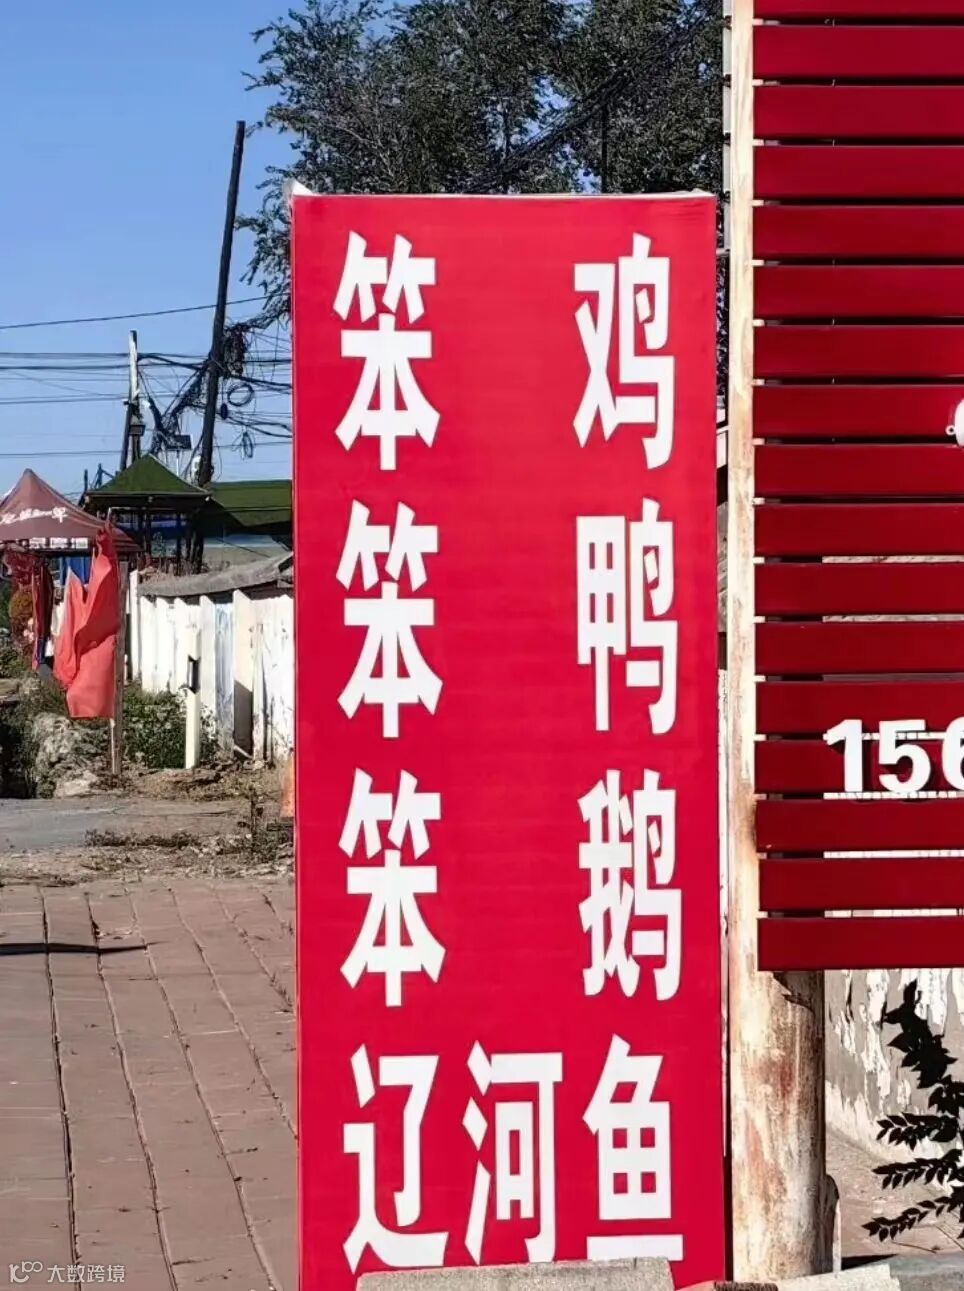 笨 鸡
笨 鸭
笨 鹅
辽河鱼
156
大数跨境